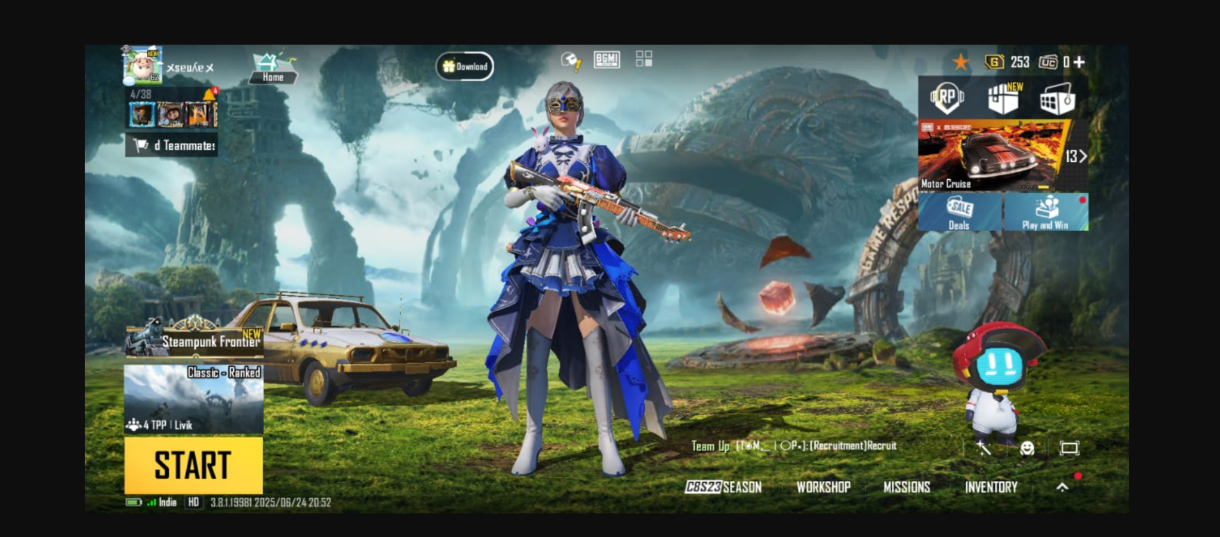 Home
Download
BGMI
G 253 UC 0 +
4/38
4
d Teammates
RP
NEW
13 >
Motor Cruise
SALE
Deals
Play and Win
NEW
Steampunk Frontier
Classic - Ranked
4 TPP | Livik
START
Team Up [Recruitment]Recruit
C8S23 SEASON
WORKSHOP
MISSIONS
INVENTORY
India HD 3.8.1.19981 2025/06/24 20:52